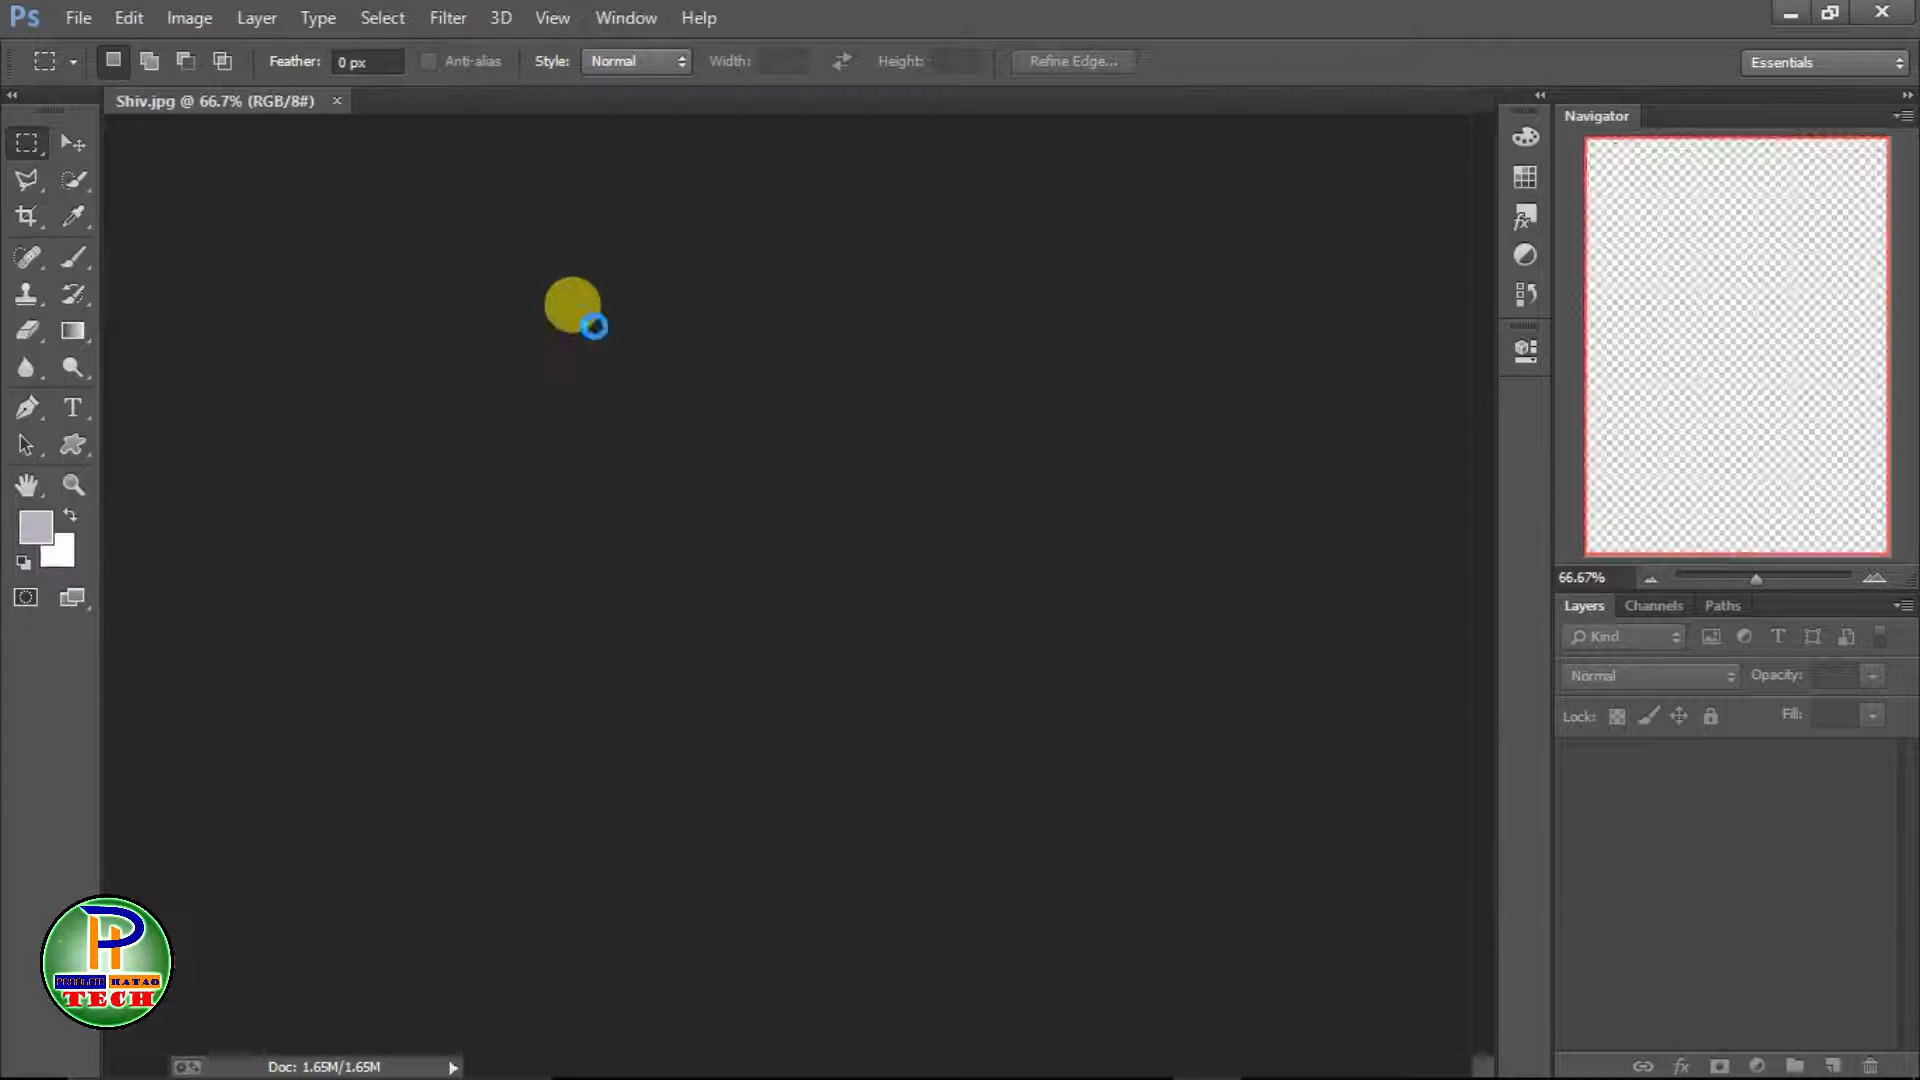 Ps File Edit Image Layer Type Select Filter 3D View Window Help
Feather: 0 px Anti-alias Style: Normal Width: Height: Refine Edge... Essentials
Shiv.jpg @ 66.7% (RGB/8#) ×
Navigator
66.67%
Layers Channels Paths
Kind
Normal Opacity:
Lock: Fill:
PH
HATAO
TECH
Doc: 1.65M/1.65M